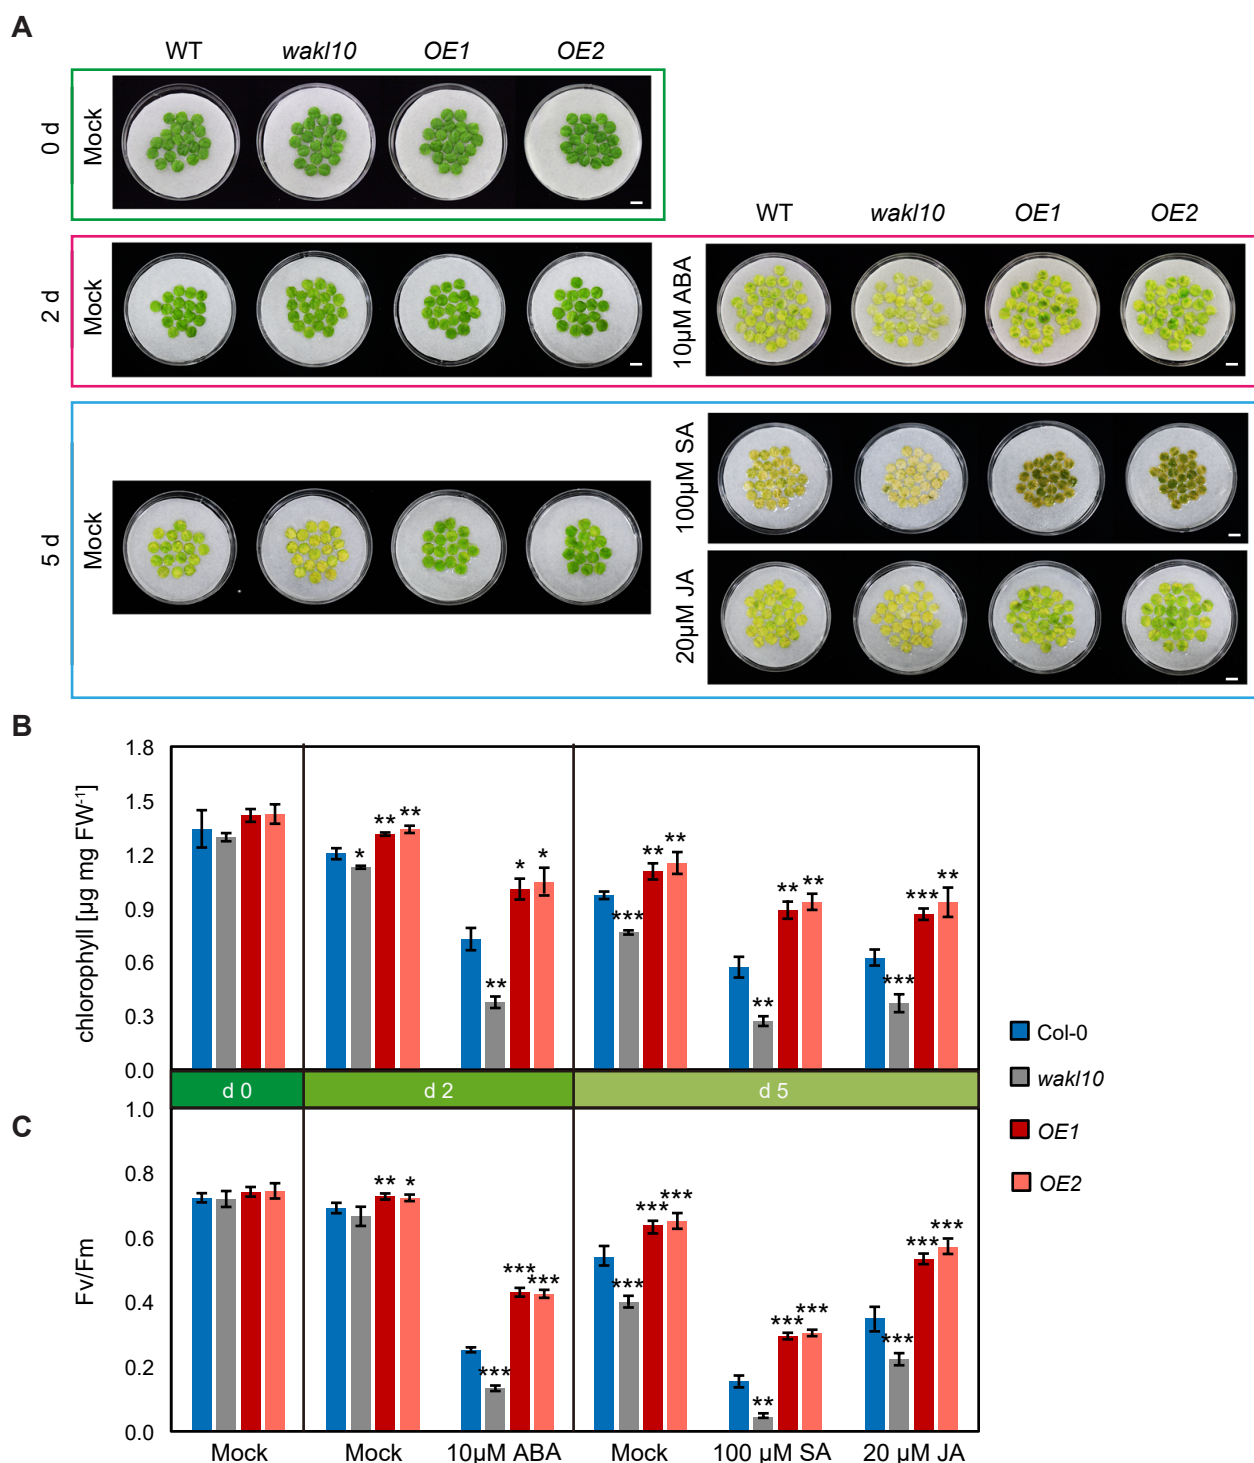 A
WT wakl10 OE1 OE2
0 d
Mock
WT wakl10 OE1 OE2
2 d
Mock
10µM ABA
5 d
Mock
100µM SA
20µM JA
B
chlorophyll [µg mg FW-1]
1.8
1.5
1.2
0.9
0.6
0.3
0.0
* ** **
** * *
*** ** **
** ** **
*** *** **
d 0 d 2 d 5
C
Fv/Fm
1.0
0.8
0.6
0.4
0.2
0.0
** *
*** *** ***
*** *** ***
** *** ***
*** *** ***
Mock Mock 10µM ABA Mock 100 µM SA 20 µM JA
Col-0
wakl10
OE1
OE2